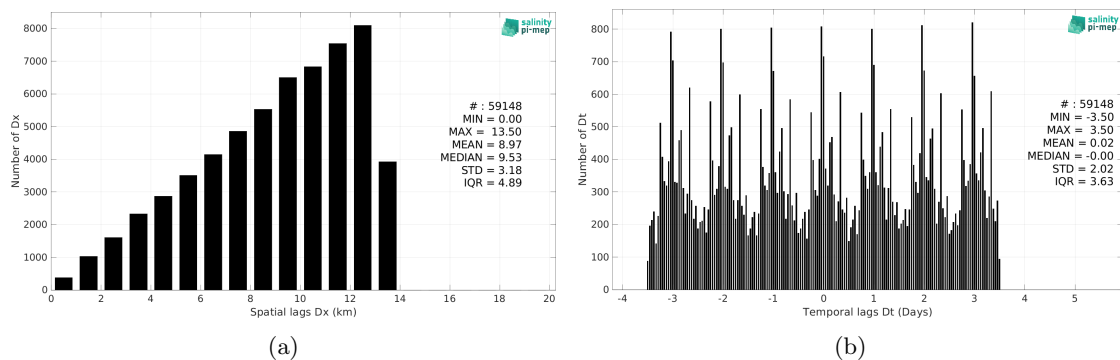 8000
7000
6000
5000
4000
3000
2000
1000
0
Number of Dx
0 2 4 6 8 10 12 14 16 18 20
Spatial lags Dx (km)
salinity
pi-mep
# : 59148
MIN = 0.00
MAX = 13.50
MEAN = 8.97
MEDIAN = 9.53
STD = 3.18
IQR = 4.89
(a)
800
700
600
500
400
300
200
100
0
Number of Dt
-4 -3 -2 -1 0 1 2 3 4 5
Temporal lags Dt (Days)
salinity
pi-mep
# : 59148
MIN = -3.50
MAX = 3.50
MEAN = 0.02
MEDIAN = -0.00
STD = 2.02
IQR = 3.63
(b)